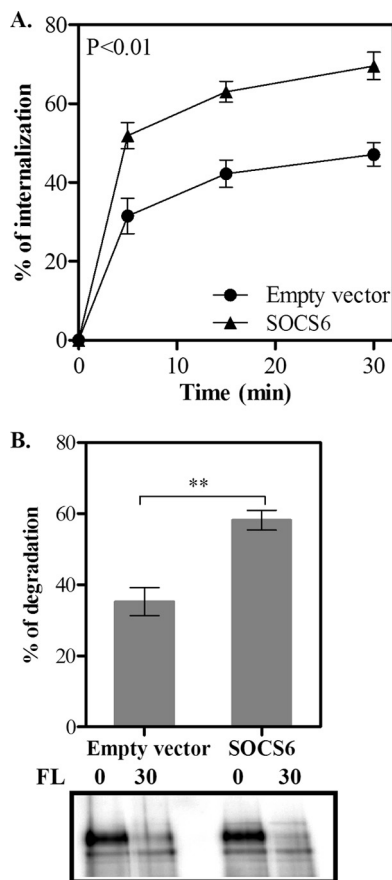 A.
P<0.01
80
60
40
20
0
% of internalization
Empty vector
SOCS6
0 10 20 30
Time (min)
B.
80
60
40
20
0
% of degradation
**
Empty vector SOCS6
FL 0 30 0 30